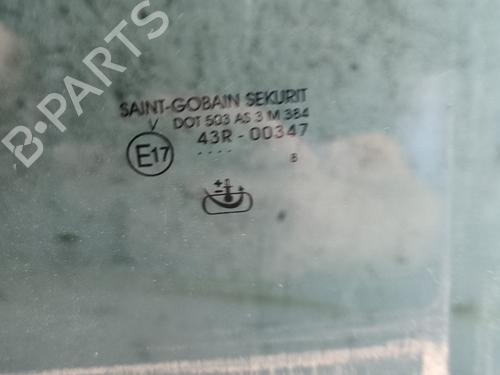 B-PARTS
SAINT-GOBAIN SEKURIT
DOT 503 AS 3 M 384
V
43R - 00347
E17
.... 8